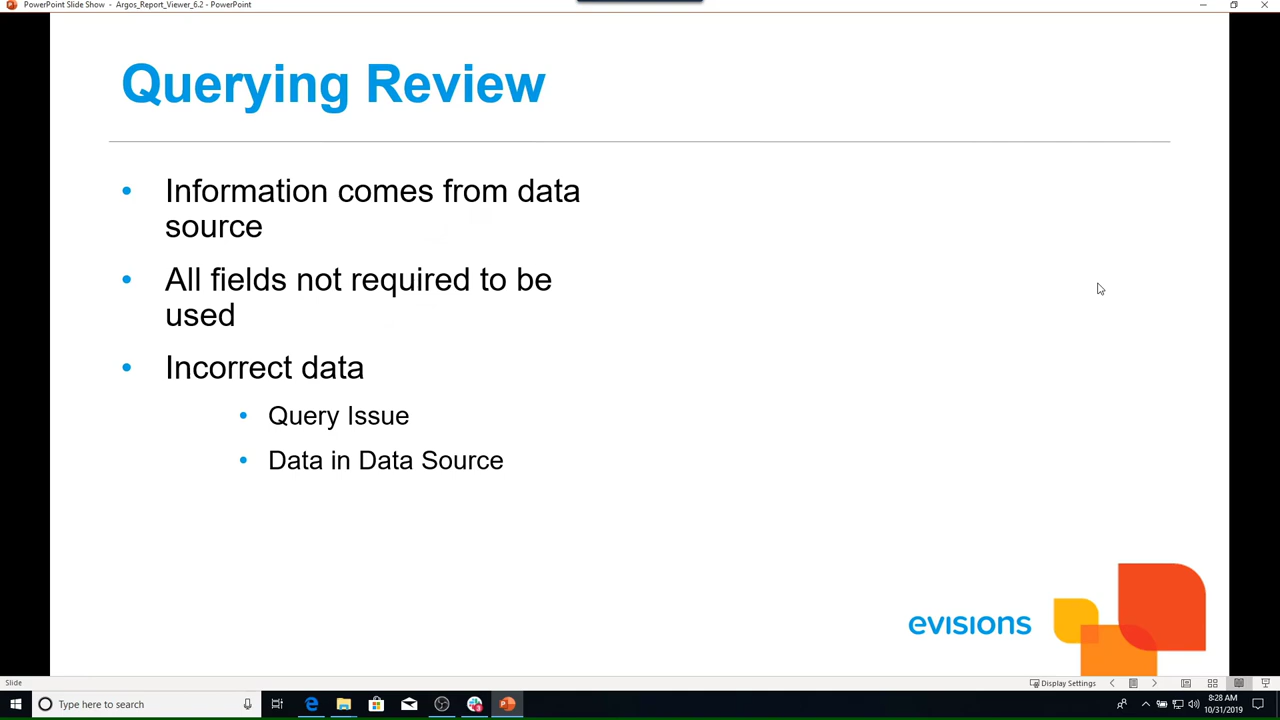 PowerPoint Slide Show - Argos_Report_Viewer_6.2 - PowerPoint
Querying Review
• Information comes from data
source
• All fields not required to be
used
• Incorrect data
• Query Issue
• Data in Data Source
evisions
Slide
Display Settings
Type here to search
8:28 AM
10/31/2019